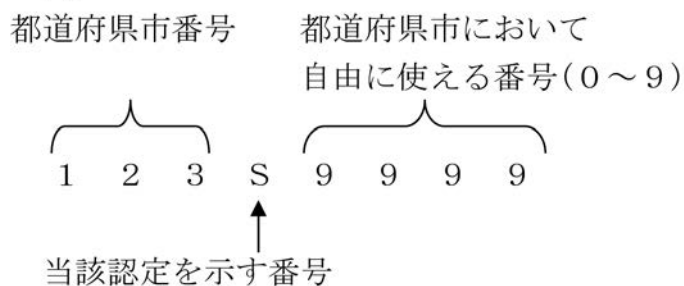 都道府県市番号
都道府県市において
自由に使える番号(０～９)
１ ２ ３ Ｓ ９ ９ ９ ９
当該認定を示す番号